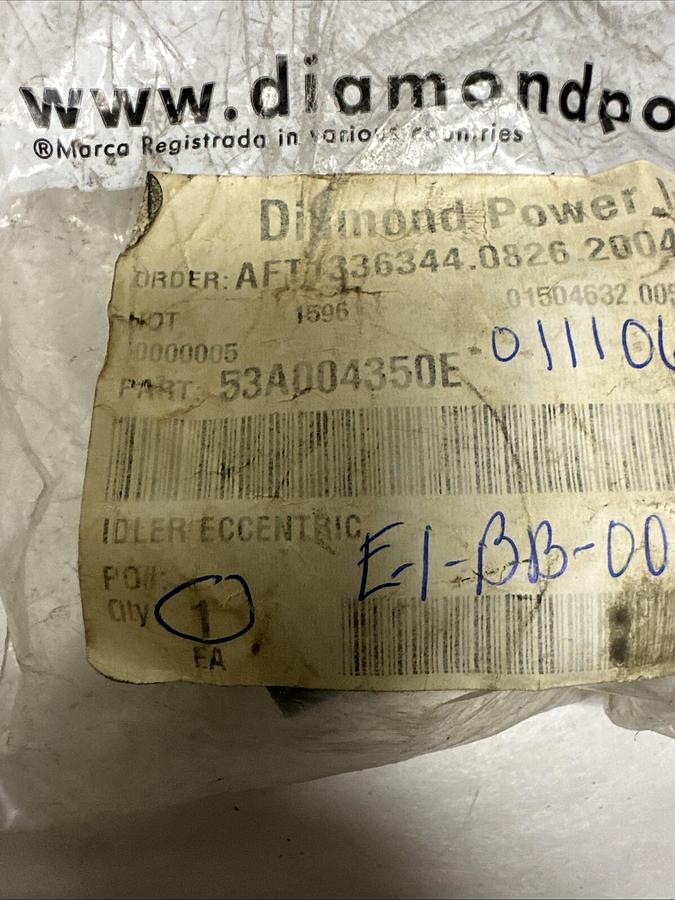 www.diamondpo
®Marca Registrada in various countries
Diamond Power
ORDER: AFT1336344.0826.2004
1596 01504632.005
0000005
PART: 53A004350E
011106
IDLER ECCENTRIC
E-1-BB-00
PO#:
Qty 1
EA